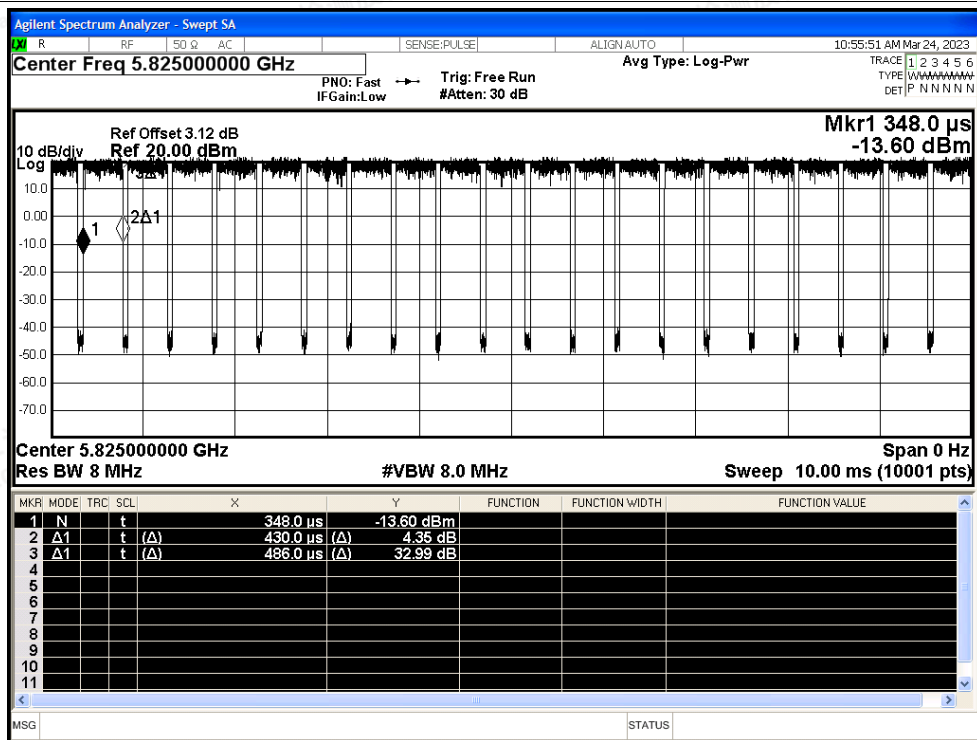 Agilent Spectrum Analyzer - Swept SA
LXI R RF 50 Ω AC SENSE:PULSE ALIGN AUTO 10:55:51 AM Mar 24, 2023
Center Freq 5.825000000 GHz
PNO: Fast
IFGain:Low
Trig: Free Run
#Atten: 30 dB
Avg Type: Log-Pwr
TRACE 1 2 3 4 5 6
TYPE WWWWWW
DET P N N N N N
Mkr1 348.0 µs
-13.60 dBm
Ref Offset 3.12 dB
10 dB/div Ref 20.00 dBm
Log
3Δ1
10.0
0.00
1
2Δ1
-10.0
-20.0
-30.0
-40.0
-50.0
-60.0
-70.0
Center 5.825000000 GHz Span 0 Hz
Res BW 8 MHz #VBW 8.0 MHz Sweep 10.00 ms (10001 pts)
MKR MODE TRC SCL X Y FUNCTION FUNCTION WIDTH FUNCTION VALUE
1 N t 348.0 µs -13.60 dBm
2 Δ1 t (Δ) 430.0 µs (Δ) 4.35 dB
3 Δ1 t (Δ) 486.0 µs (Δ) 32.99 dB
4
5
6
7
8
9
10
11
MSG STATUS